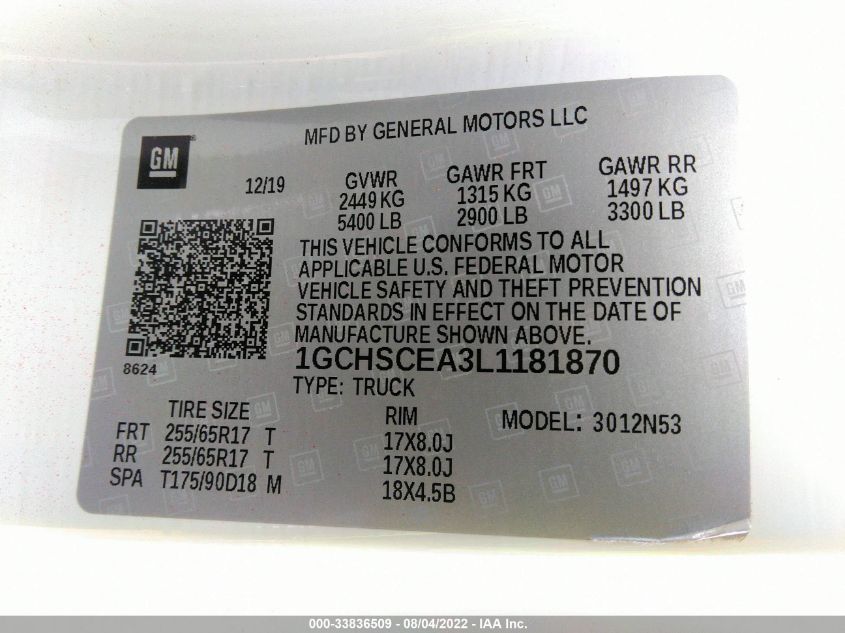 MFD BY GENERAL MOTORS LLC
GM
12/19
GVWR GAWR FRT GAWR RR
2449 KG 1315 KG 1497 KG
5400 LB 2900 LB 3300 LB
THIS VEHICLE CONFORMS TO ALL
APPLICABLE U.S. FEDERAL MOTOR
VEHICLE SAFETY AND THEFT PREVENTION
STANDARDS IN EFFECT ON THE DATE OF
MANUFACTURE SHOWN ABOVE.
8624
1GCHSCEA3L1181870
TYPE: TRUCK
TIRE SIZE RIM MODEL: 3012N53
FRT 255/65R17 T 17X8.0J
RR 255/65R17 T 17X8.0J
SPA T175/90D18 M 18X4.5B
000-33836509 - 08/04/2022 - IAA Inc.